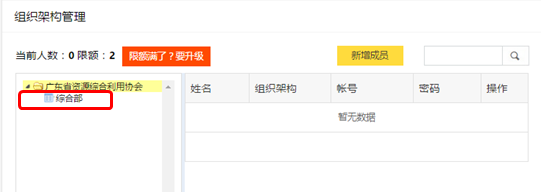 组织架构管理
当前人数：0 限额：2 限额满了？要升级 新增成员
广东省资源综合利用协会
综合部
姓名 组织架构 帐号 密码 操作
暂无数据